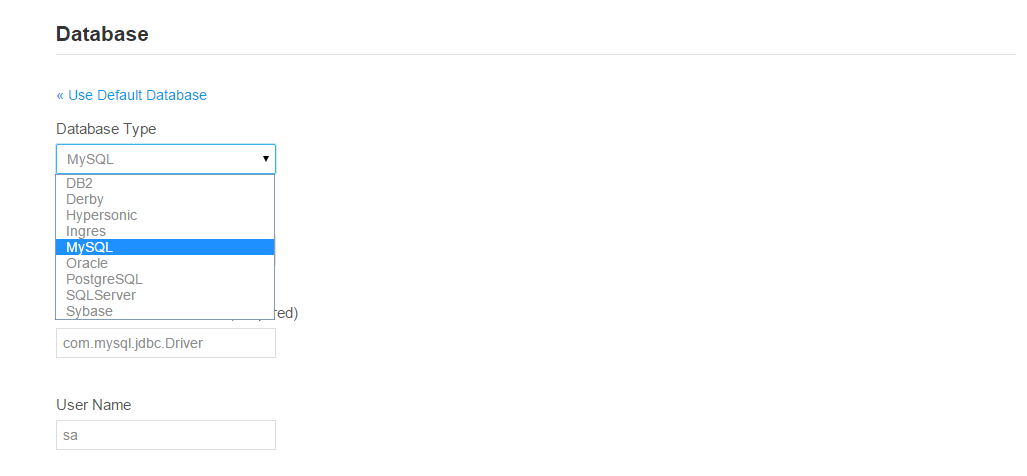 Database
« Use Default Database
Database Type
MySQL
DB2
Derby
Hypersonic
Ingres
MySQL
Oracle
PostgreSQL
SQLServer
Sybase
red)
com.mysql.jdbc.Driver
User Name
sa